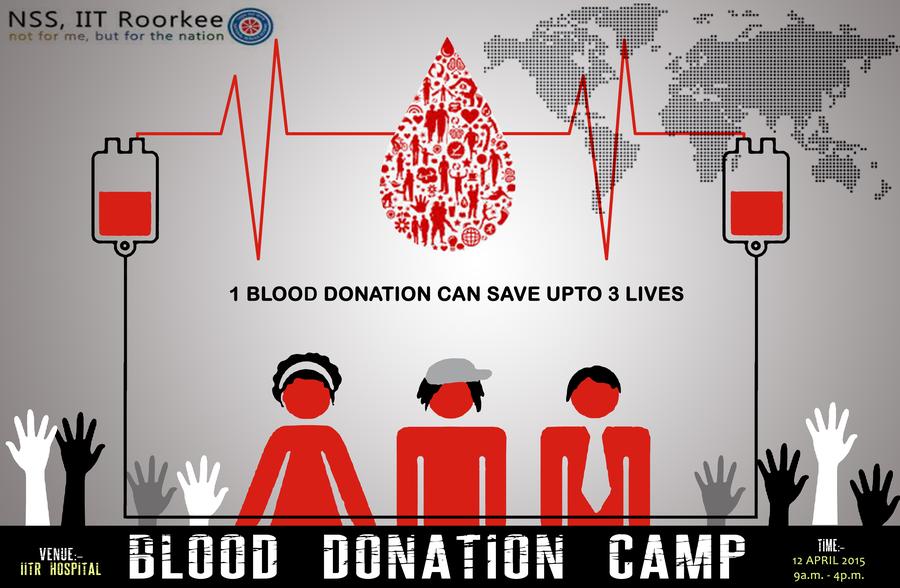 NSS, IIT Roorkee
not for me, but for the nation
1 BLOOD DONATION CAN SAVE UPTO 3 LIVES
VENUE:-
IITR HOSPITAL
BLOOD DONATION CAMP
TIME:-
12 APRIL 2015
9a.m. - 4p.m.